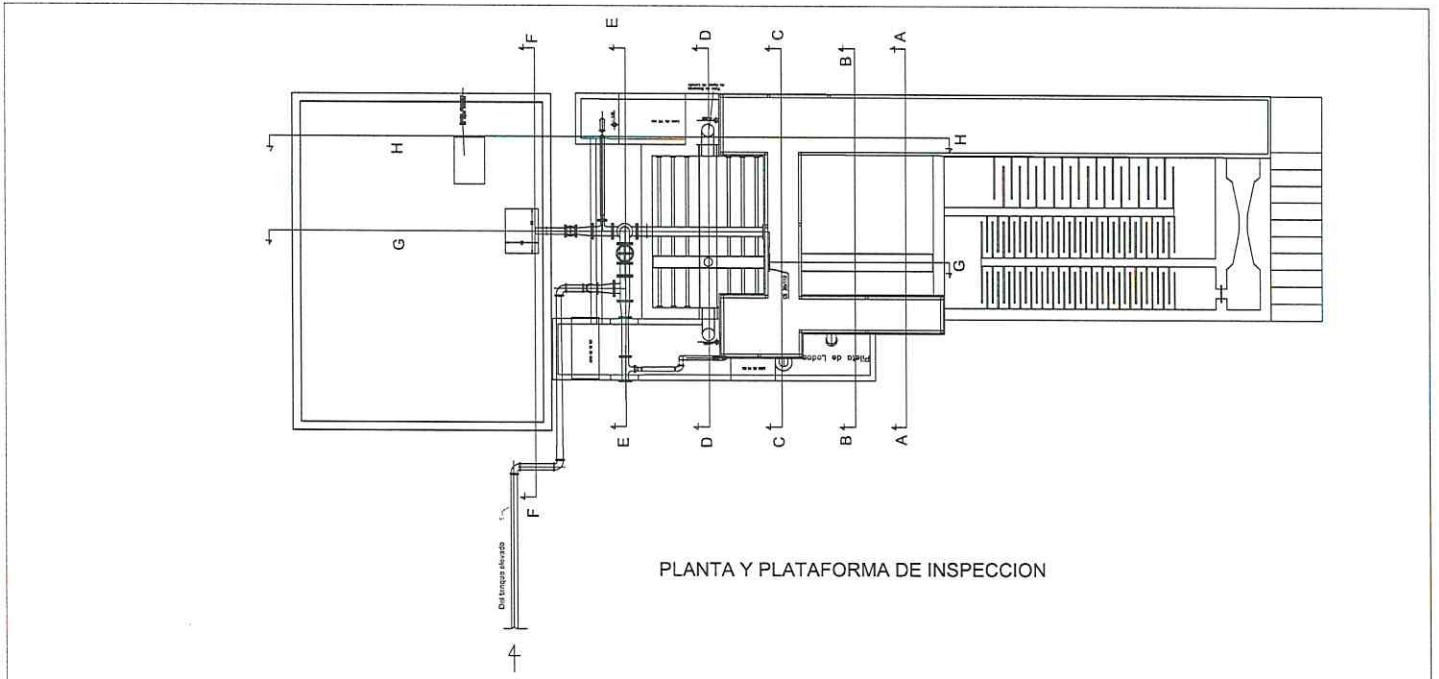 F
E
D
C
B
A
H
H
G
G
Pileta de Lodos
E
D
C
B
A
F
Del tanque elevado
PLANTA Y PLATAFORMA DE INSPECCION